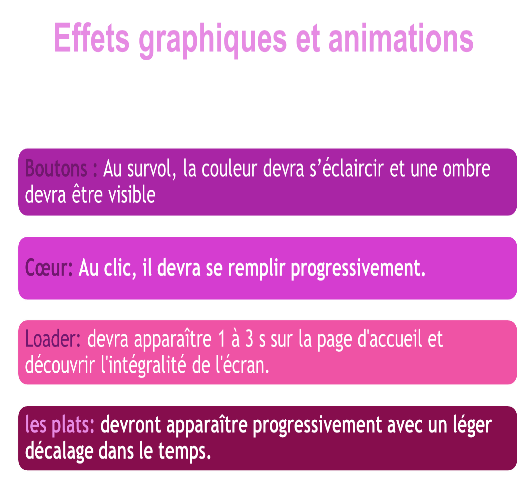 Effets graphiques et animations
Boutons : Au survol, la couleur devra s’éclaircir et une ombre
devra être visible
Cœur: Au clic, il devra se remplir progressivement.
Loader: devra apparaître 1 à 3 s sur la page d'accueil et
découvrir l'intégralité de l'écran.
les plats: devront apparaître progressivement avec un léger
décalage dans le temps.